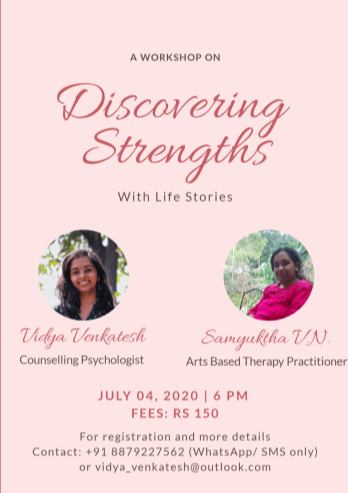 A WORKSHOP ON
Discovering
Strengths
With Life Stories
Vidya Venkatesh
Counselling Psychologist
Samyuktha V.N.
Arts Based Therapy Practitioner
JULY 04, 2020 | 6 PM
FEES: RS 150
For registration and more details
Contact: +91 8879227562 (WhatsApp/ SMS only)
or vidya_venkatesh@outlook.com